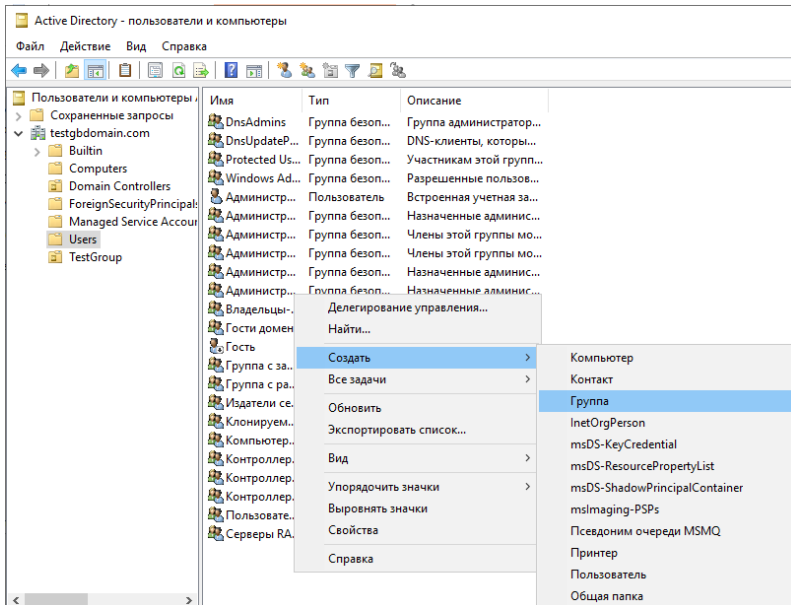 Active Directory - пользователи и компьютеры
Файл Действие Вид Справка
Пользователи и компьютеры
Сохраненные запросы
testgbdomain.com
Builtin
Computers
Domain Controllers
ForeignSecurityPrincipals
Managed Service Accour
Users
TestGroup
Имя Тип Описание
DnsAdmins Группа безоп... Группа администратор...
DnsUpdateP... Группа безоп... DNS-клиенты, которы...
Protected Us... Группа безоп... Участникам этой групп...
Windows Ad... Группа безоп... Разрешенные пользов...
Администр... Пользователь Встроенная учетная за...
Администр... Группа безоп... Назначенные админис...
Администр... Группа безоп... Члены этой группы мо...
Администр... Группа безоп... Члены этой группы мо...
Администр... Группа безоп... Назначенные админис...
Администр... Группа безоп... Назначенные админис...
Владельцы-.
Гости домен
Гость
Группа с за..
Группа с ра..
Издатели се.
Клонируем..
Компьютер..
Контроллер.
Контроллер.
Контроллер.
Пользовате..
Серверы RA.
Делегирование управления...
Найти...
Создать
Все задачи
Обновить
Экспортировать список...
Вид
Упорядочить значки
Выровнять значки
Свойства
Справка
Компьютер
Контакт
Группа
InetOrgPerson
msDS-KeyCredential
msDS-ResourcePropertyList
msDS-ShadowPrincipalContainer
msImaging-PSPs
Псевдоним очереди MSMQ
Принтер
Пользователь
Общая папка